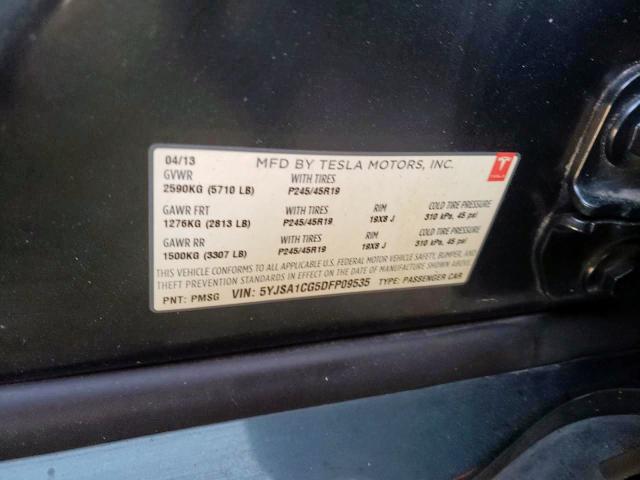 04/13 MFD BY TESLA MOTORS, INC.
GVWR WITH TIRES
2590KG (5710 LB) P245/45R19
TESLA
GAWR FRT WITH TIRES RIM COLD TIRE PRESSURE
1276KG (2813 LB) P245/45R19 19X8 J 310 kPa, 45 psi
GAWR RR WITH TIRES RIM COLD TIRE PRESSURE
1500KG (3307 LB) P245/45R19 19X8 J 310 kPa, 45 psi
THIS VEHICLE CONFORMS TO ALL APPLICABLE U.S. FEDERAL MOTOR VEHICLE SAFETY, BUMPER, AND
THEFT PREVENTION STANDARDS IN EFFECT ON THE DATE OF MANUFACTURE SHOWN ABOVE.
PNT: PMSG VIN: 5YJSA1CG5DFP09535 TYPE: PASSENGER CAR